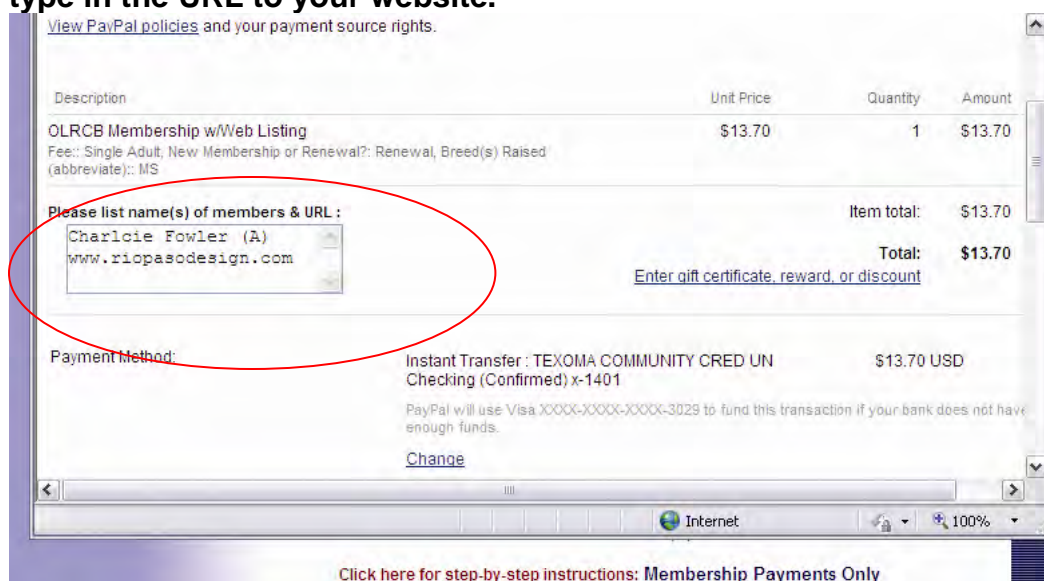 type in the URL to your website.
View PayPal policies and your payment source rights.
Description Unit Price Quantity Amount
OLRCB Membership w/Web Listing $13.70 1 $13.70
Fee:: Single Adult, New Membership or Renewal?: Renewal, Breed(s) Raised
(abbreviate):: MS
Please list name(s) of members & URL : Item total: $13.70
Charlcie Fowler (A)
www.riopasodesign.com
Total: $13.70
Enter gift certificate, reward, or discount
Payment Method: Instant Transfer : TEXOMA COMMUNITY CRED UN $13.70 USD
Checking (Confirmed) x-1401
PayPal will use Visa XXXX-XXXX-XXXX-3029 to fund this transaction if your bank does not have
enough funds.
Change
Internet 100%
Click here for step-by-step instructions: Membership Payments Only